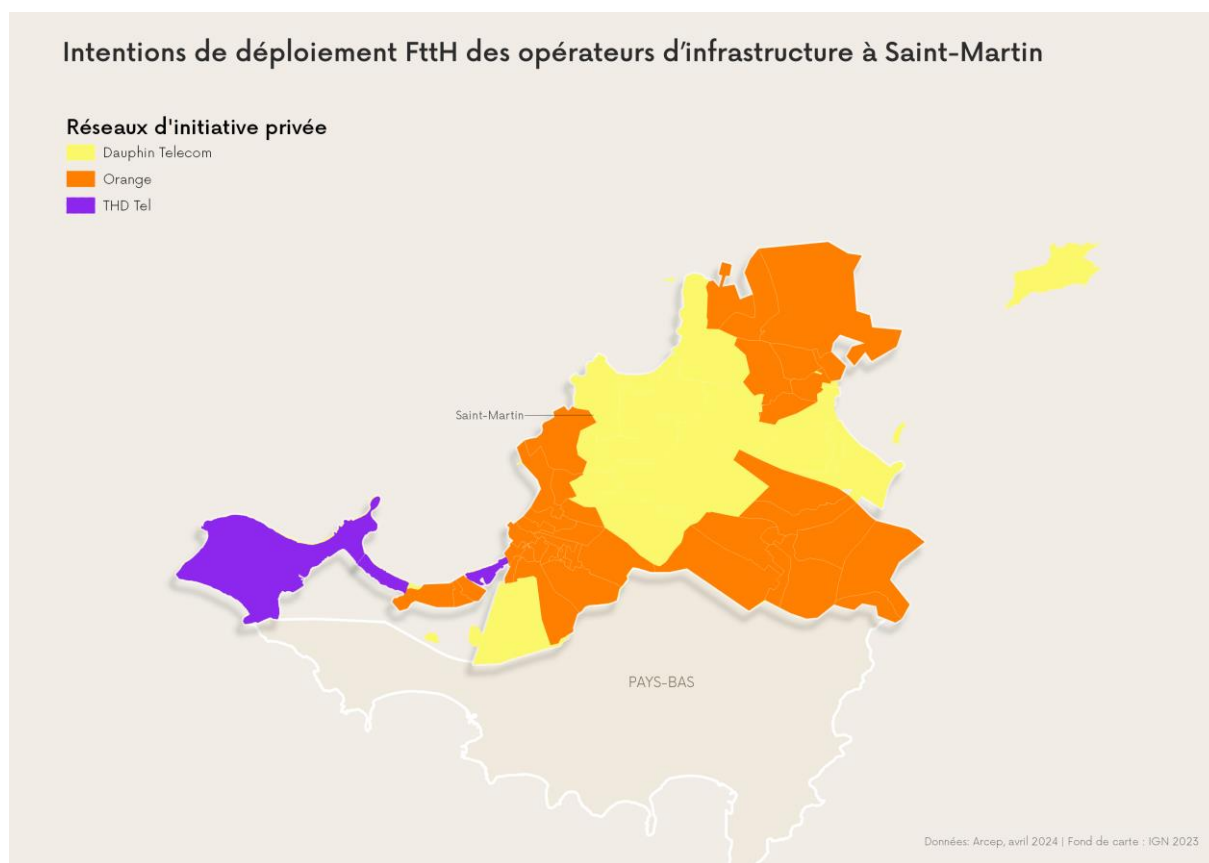 Intentions de déploiement FttH des opérateurs d’infrastructure à Saint-Martin
Réseaux d'initiative privée
Dauphin Telecom
Orange
THD Tel
Saint-Martin
PAYS-BAS
Données: Arcep, avril 2024 | Fond de carte : IGN 2023